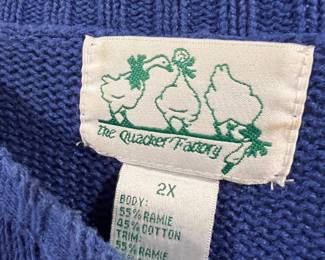 The Quacker Factory
2X
BODY:
55% RAMIE
45% COTTON
TRIM:
55% RAMIE